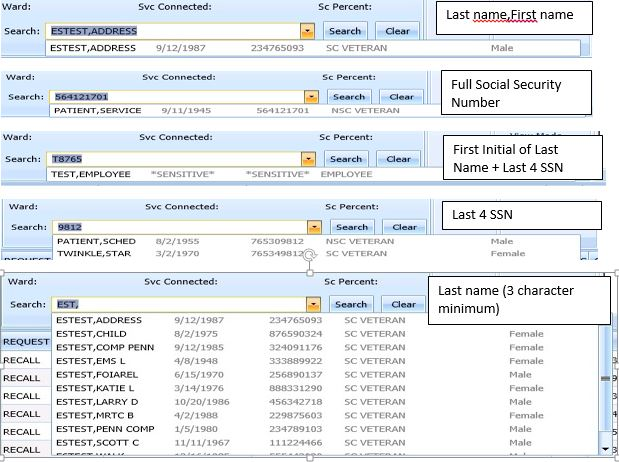 Ward: Svc Connected: Sc Percent:
Last name,First name
Search: ESTEST,ADDRESS Search Clear
ESTEST,ADDRESS 9/12/1987 234765093 SC VETERAN Male
Ward: Svc Connected: Sc Percent:
Full Social Security
Number
Search: 564121701 Search Clear
PATIENT,SERVICE 9/11/1945 564121701 NSC VETERAN
Ward: Svc Connected: Sc Percent:
First Initial of Last
Name + Last 4 SSN
Search: T8765 Search Clear
TEST,EMPLOYEE *SENSITIVE* *SENSITIVE* EMPLOYEE
Ward: Svc Connected: Sc Percent:
Last 4 SSN
Search: 9812 Search Clear
PATIENT,SCHED 8/2/1955 765309812 NSC VETERAN Male
TWINKLE,STAR 3/2/1970 765349812 SC VETERAN Female
Ward: Svc Connected: Sc Percent:
Last name (3 character
minimum)
Search: EST, Search Clear
ESTEST,ADDRESS 9/12/1987 234765093 SC VETERAN Male
ESTEST,CHILD 8/2/1975 876590324 SC VETERAN Female
REQUEST ESTEST,COMP PENN 9/12/1985 324091176 SC VETERAN Female
RECALL ESTEST,EMS L 4/8/1948 333889922 SC VETERAN Female
RECALL ESTEST,FOIAREL 6/15/1970 256890137 SC VETERAN Male
RECALL ESTEST,KATIE L 3/14/1976 888331290 SC VETERAN Female
RECALL ESTEST,LARRY D 10/20/1986 456342718 SC VETERAN Male
RECALL ESTEST,MRTC B 4/2/1988 229875603 SC VETERAN Female
ESTEST,PENN COMP 1/5/1980 234789103 SC VETERAN Male
RECALL ESTEST,SCOTT C 11/11/1967 111224466 SC VETERAN Male